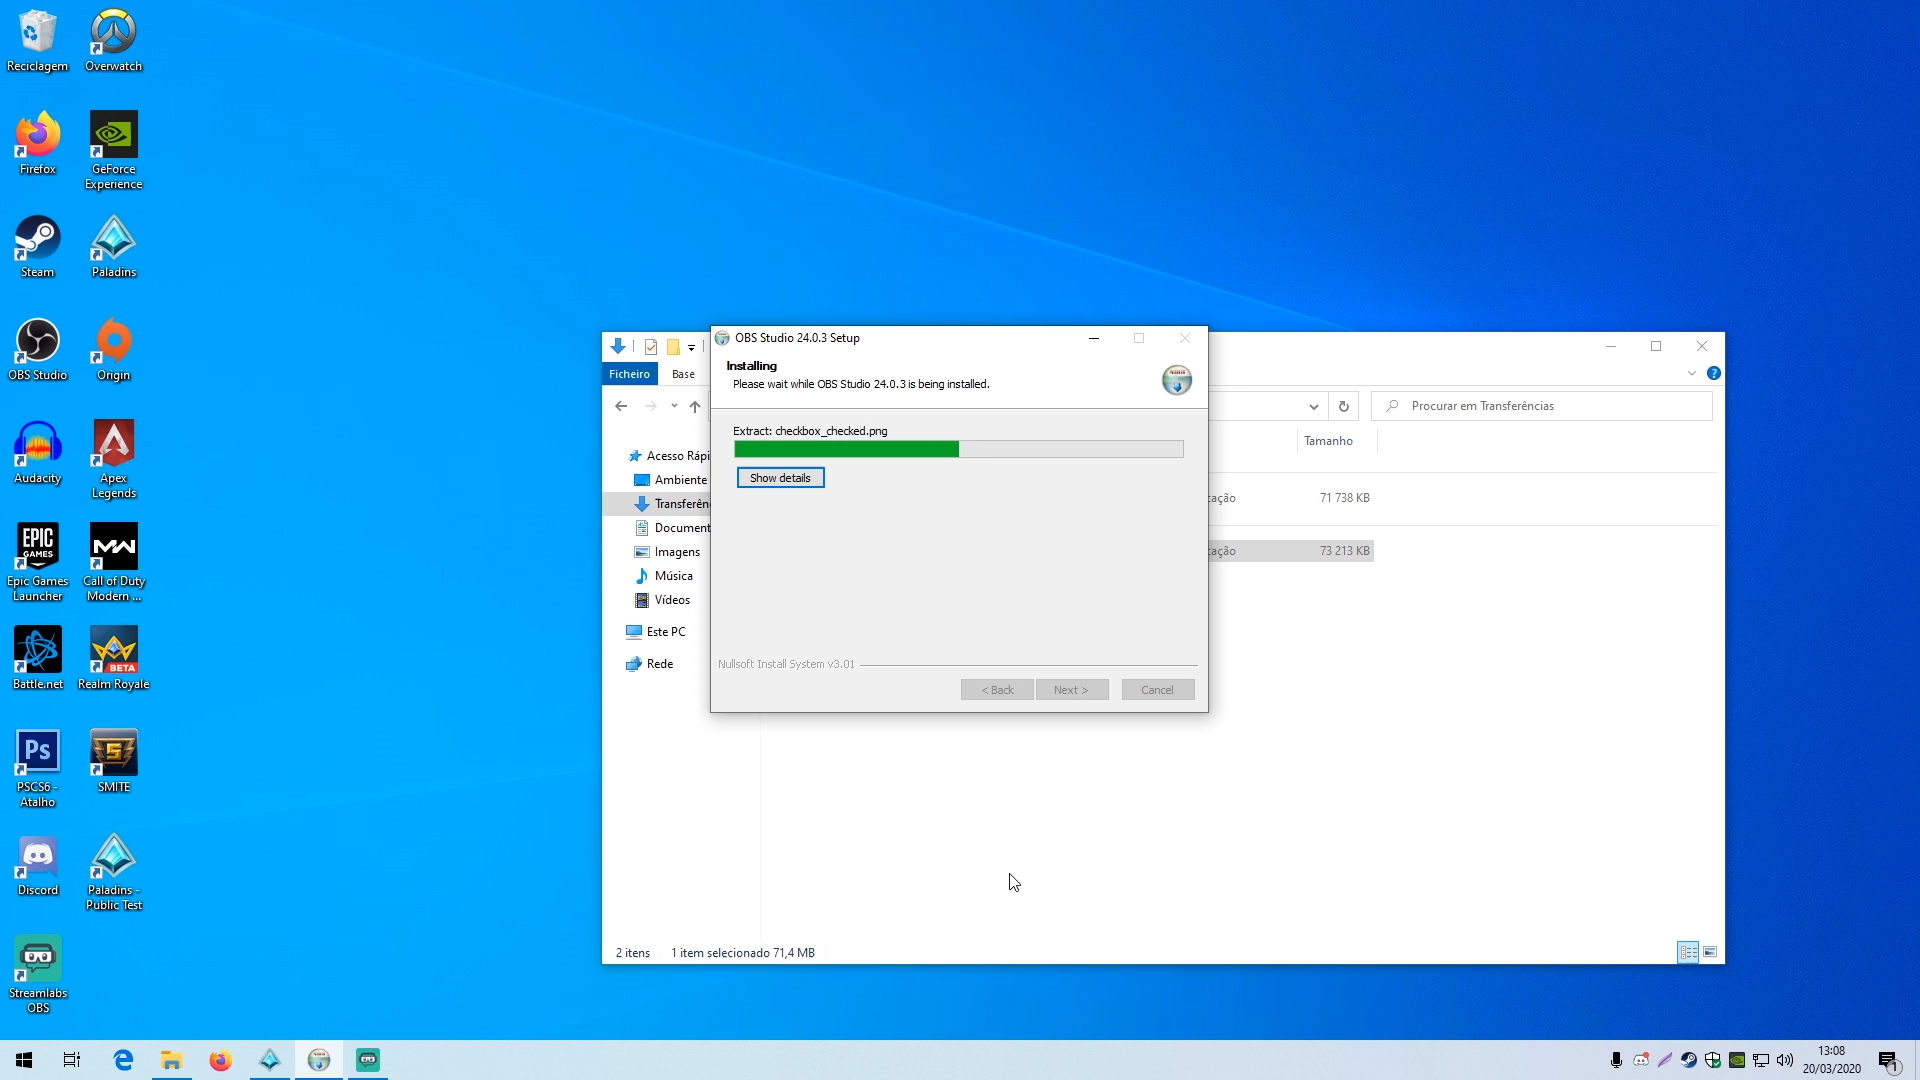 Reciclagem
Overwatch
Firefox
GeForce
Experience
Steam
Paladins
OBS Studio
Origin
Audacity
Apex
Legends
EPIC
GAMES
Epic Games
Launcher
MW
Call of Duty
Modern ...
Battle.net
BETA
Realm Royale
Ps
PSCS6 -
Atalho
S
SMITE
Discord
Paladins -
Public Test
Streamlabs
OBS
Ficheiro
Base
Procurar em Transferências
Tamanho
Acesso Rápi
Ambiente
Transferên
Document
Imagens
Música
Vídeos
Este PC
Rede
cação
71 738 KB
cação
73 213 KB
2 itens
1 item selecionado 71,4 MB
OBS Studio 24.0.3 Setup
Installing
Please wait while OBS Studio 24.0.3 is being installed.
Extract: checkbox_checked.png
Show details
Nullsoft Install System v3.01
< Back
Next >
Cancel
13:08
20/03/2020
1